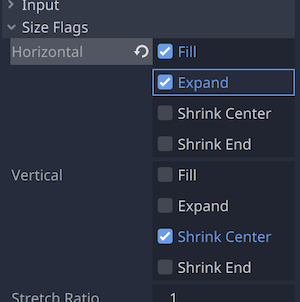 Input
Size Flags
Horizontal
Fill
Expand
Shrink Center
Shrink End
Vertical
Fill
Expand
Shrink Center
Shrink End
Stretch Ratio
1